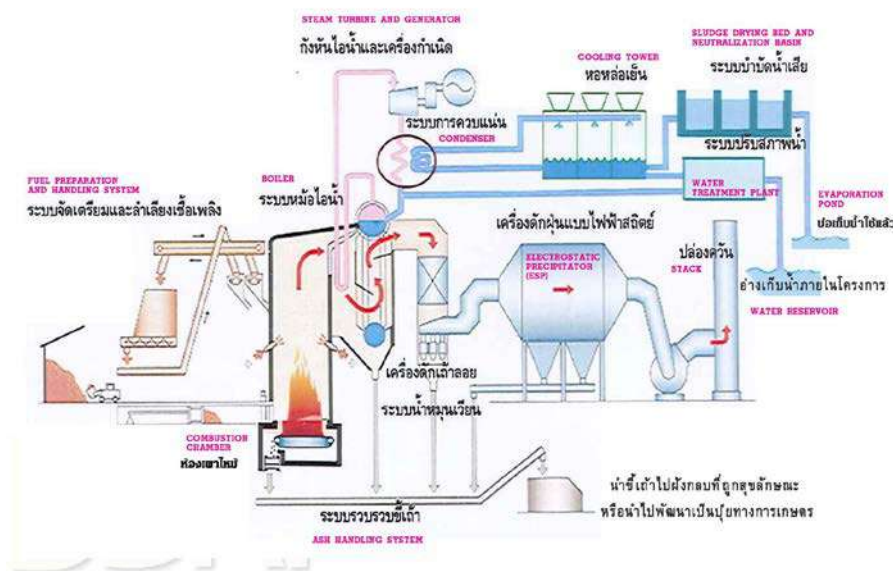 STEAM TURBINE AND GENERATOR
กังหันไอน้ำและเครื่องกำเนิด
SLUDGE DRYING BED AND
NEUTRALIZATION BASIN
ระบบบำบัดน้ำเสีย
COOLING TOWER
หอหล่อเย็น
ระบบการควบแน่น
CONDENSER
ระบบปรับสภาพน้ำ
FUEL PREPARATION
AND HANDLING SYSTEM
ระบบจัดเตรียมและลำเลียงเชื้อเพลิง
BOILER
ระบบหม้อไอน้ำ
WATER
TREATMENT PLANT
EVAPORATION
POND
บ่อเก็บน้ำใช้แล้ว
เครื่องดักฝุ่นแบบไฟฟ้าสถิตย์
ELECTROSTATIC
PRECIPITATOR
(ESP)
ปล่องควัน
STACK
อ่างเก็บน้ำภายในโครงการ
WATER RESERVOIR
เครื่องดักเถ้าลอย
ระบบน้ำหมุนเวียน
COMBUSTION
CHAMBER
ห้องเผาไหม้
นำขี้เถ้าไปฝังกลบที่ถูกสุขลักษณะ
หรือนำไปพัฒนาเป็นปุ๋ยทางการเกษตร
ระบบรวบรวบขี้เถ้า
ASH HANDLING SYSTEM